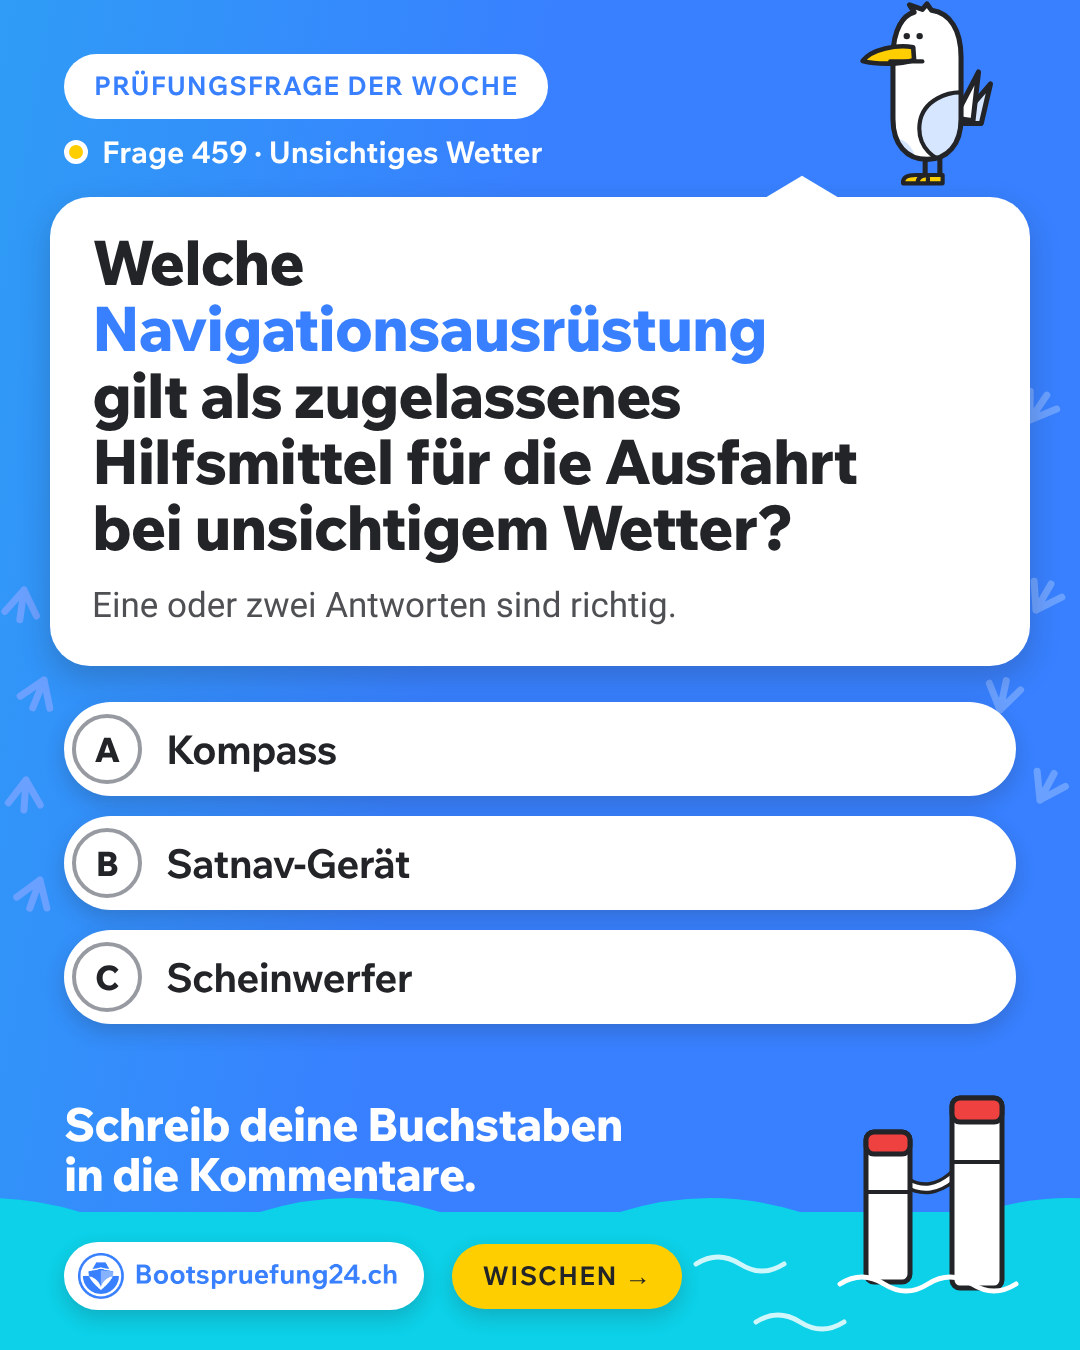 PRÜFUNGSFRAGE DER WOCHE
Frage 459 · Unsichtiges Wetter
Welche
Navigationsausrüstung
gilt als zugelassenes
Hilfsmittel für die Ausfahrt
bei unsichtigem Wetter?
Eine oder zwei Antworten sind richtig.
A Kompass
B Satnav-Gerät
C Scheinwerfer
Schreib deine Buchstaben
in die Kommentare.
Bootspruefung24.ch
WISCHEN →